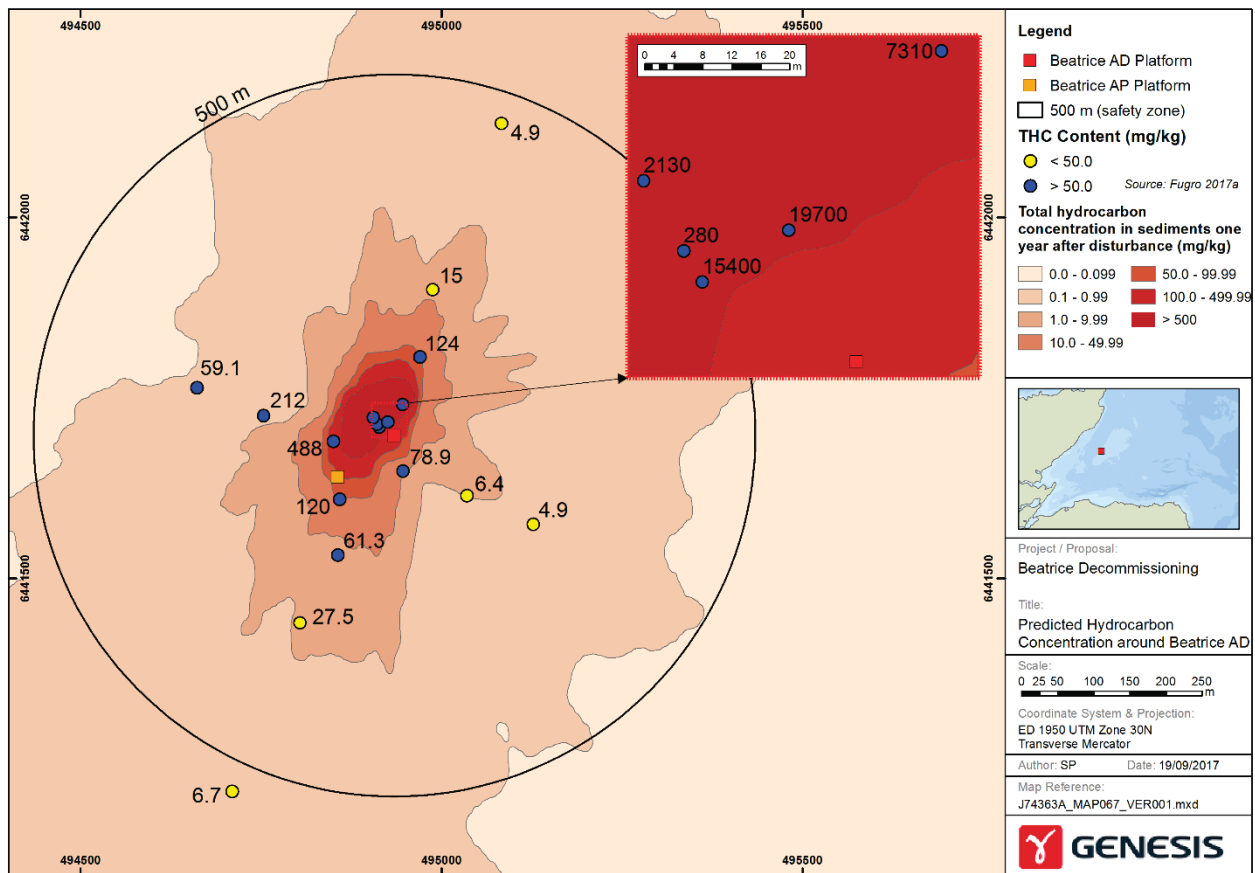 494500
495000
495500
500 m
4.9
0 4 8 12 16 20
m
7310
2130
19700
280
15400
6442000
6442000
15
124
59.1
212
488
78.9
6.4
4.9
120
61.3
27.5
6441500
6441500
6.7
494500
495000
495500
Legend
Beatrice AD Platform
Beatrice AP Platform
500 m (safety zone)
THC Content (mg/kg)
< 50.0
> 50.0
Source: Fugro 2017a
Total hydrocarbon
concentration in sediments one
year after disturbance (mg/kg)
0.0 - 0.099
0.1 - 0.99
1.0 - 9.99
10.0 - 49.99
50.0 - 99.99
100.0 - 499.99
> 500
Project / Proposal:
Beatrice Decommissioning
Title:
Predicted Hydrocarbon
Concentration around Beatrice AD
Scale:
0 25 50 100 150 200 250
m
Coordinate System & Projection:
ED 1950 UTM Zone 30N
Transverse Mercator
Author: SP Date: 19/09/2017
Map Reference:
J74363A_MAP067_VER001.mxd
GENESIS